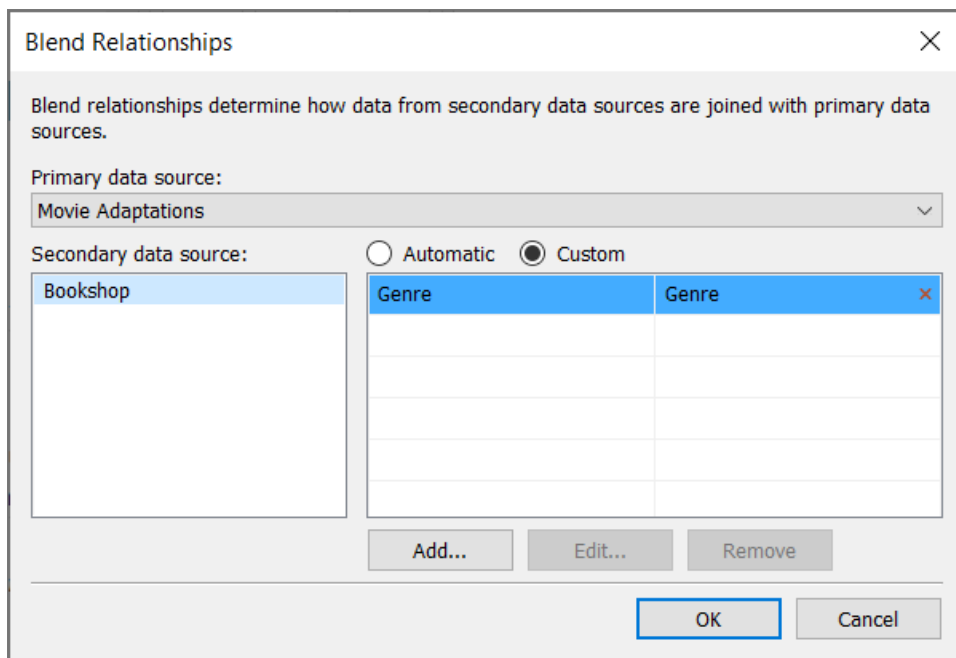 Blend Relationships
Blend relationships determine how data from secondary data sources are joined with primary data
sources.
Primary data source:
Movie Adaptations
Secondary data source:
Automatic
Custom
Bookshop
Genre
Genre
Add...
Edit...
Remove
OK
Cancel